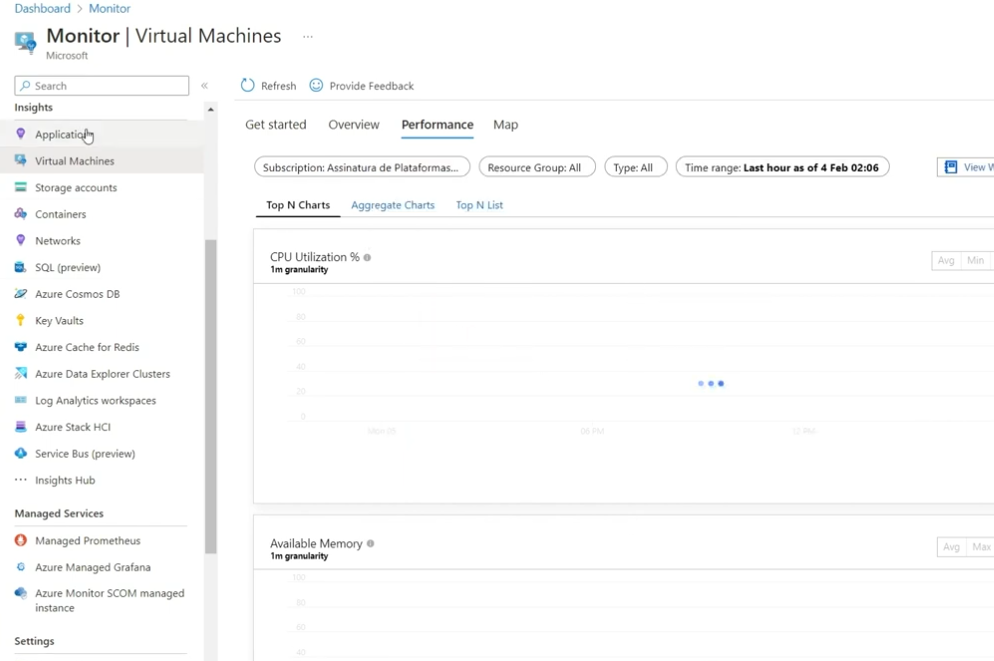 Dashboard > Monitor
Monitor | Virtual Machines ...
Microsoft
Search
«
Refresh
Provide Feedback
Insights
Applications
Virtual Machines
Storage accounts
Containers
Networks
SQL (preview)
Azure Cosmos DB
Key Vaults
Azure Cache for Redis
Azure Data Explorer Clusters
Log Analytics workspaces
Azure Stack HCI
Service Bus (preview)
Insights Hub
Managed Services
Managed Prometheus
Azure Managed Grafana
Azure Monitor SCOM managed
instance
Settings
Get started Overview Performance Map
Subscription: Assinatura de Plataformas... Resource Group: All Type: All Time range: Last hour as of 4 Feb 02:06 View W
Top N Charts Aggregate Charts Top N List
CPU Utilization %
1m granularity
Avg Min
100
80
60
40
20
0
06 PM 12 PM
Available Memory
1m granularity
Avg Max
100
80
60
40